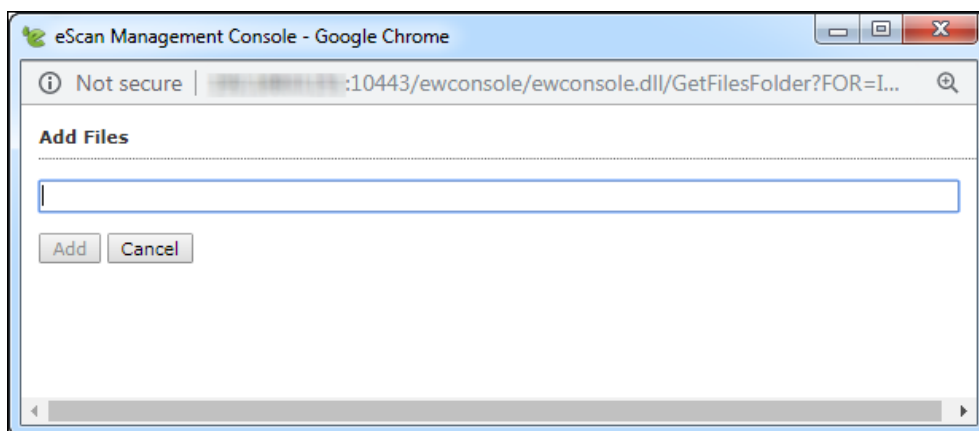 eScan Management Console - Google Chrome
Not secure | :10443/ewconsole/ewconsole.dll/GetFilesFolder?FOR=I...
Add Files
Add Cancel